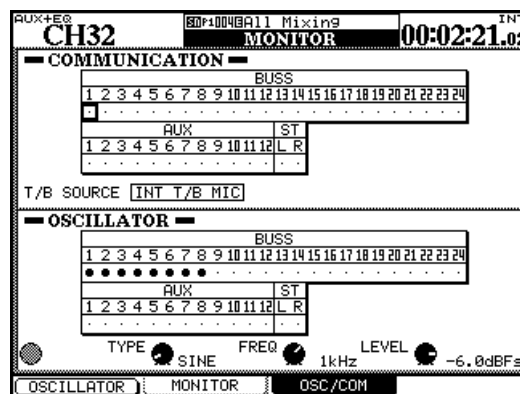 AUX+EQ SD P1 004 All Mixing INT
CH32 MONITOR 00:02:21.0
COMMUNICATION
BUSS
1 2 3 4 5 6 7 8 9 10 11 12 13 14 15 16 17 18 19 20 21 22 23 24
AUX ST
1 2 3 4 5 6 7 8 9 10 11 12 L R
T/B SOURCE INT T/B MIC
OSCILLATOR
BUSS
1 2 3 4 5 6 7 8 9 10 11 12 13 14 15 16 17 18 19 20 21 22 23 24
AUX ST
1 2 3 4 5 6 7 8 9 10 11 12 L R
TYPE SINE FREQ 1kHz LEVEL -6.0dBFs
OSCILLATOR MONITOR OSC/COM